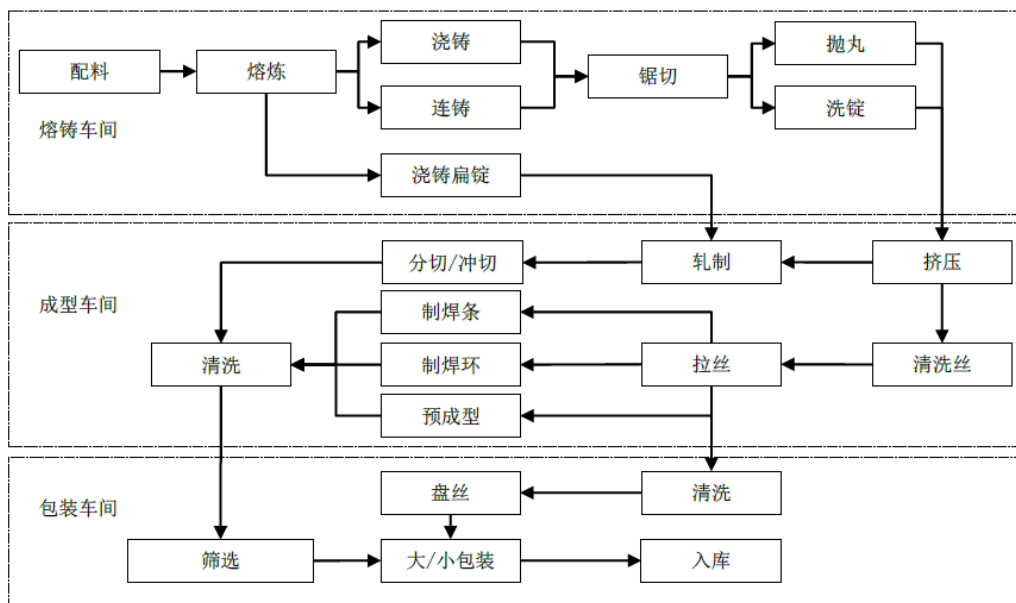 浇铸
抛丸
配料
熔炼
锯切
连铸
洗锭
熔铸车间
浇铸扁锭
分切/冲切
轧制
挤压
成型车间
制焊条
清洗
制焊环
拉丝
清洗丝
预成型
盘丝
清洗
包装车间
筛选
大/小包装
入库